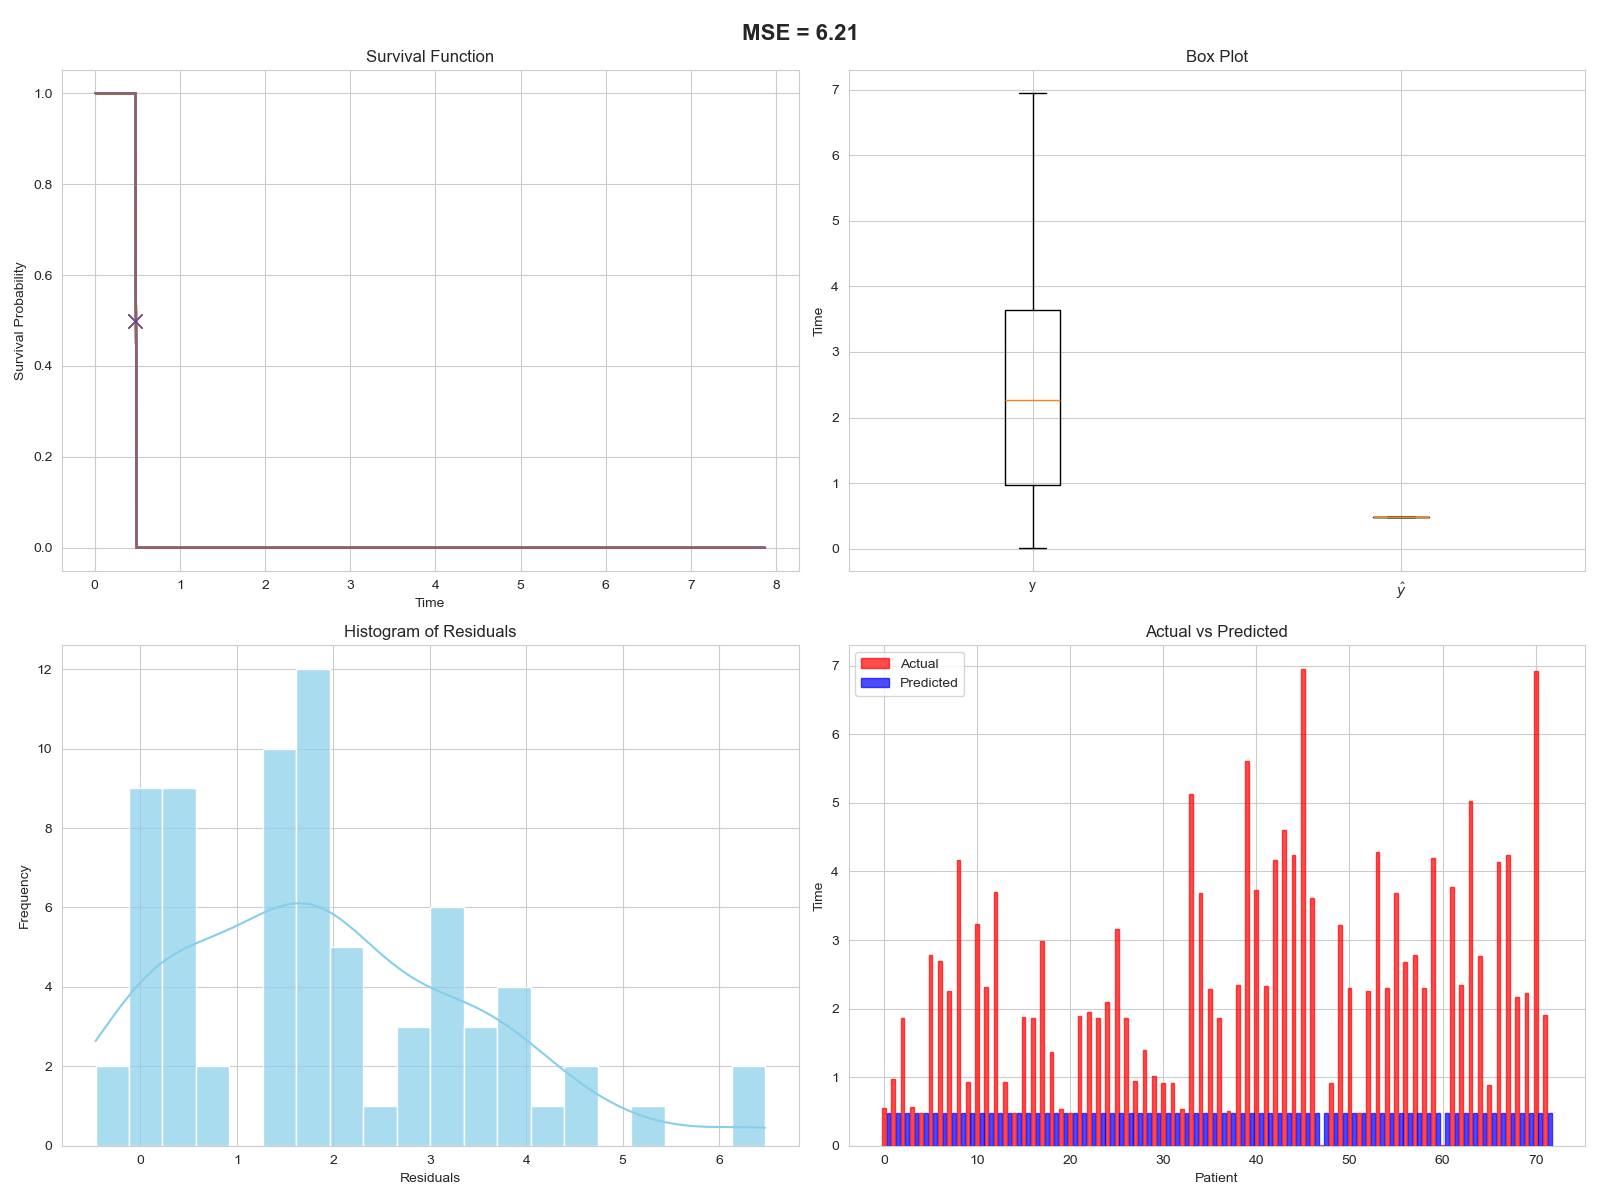 MSE = 6.21
Survival Function
1.0
0.8
0.6
0.4
0.2
0.0
Survival Probability
0 1 2 3 4 5 6 7 8
Time
Box Plot
7
6
5
4
3
2
1
0
Time
y ŷ
Histogram of Residuals
12
10
8
6
4
2
0
Frequency
0 1 2 3 4 5 6
Residuals
Actual vs Predicted
Actual
Predicted
7
6
5
4
3
2
1
0
Time
0 10 20 30 40 50 60 70
Patient